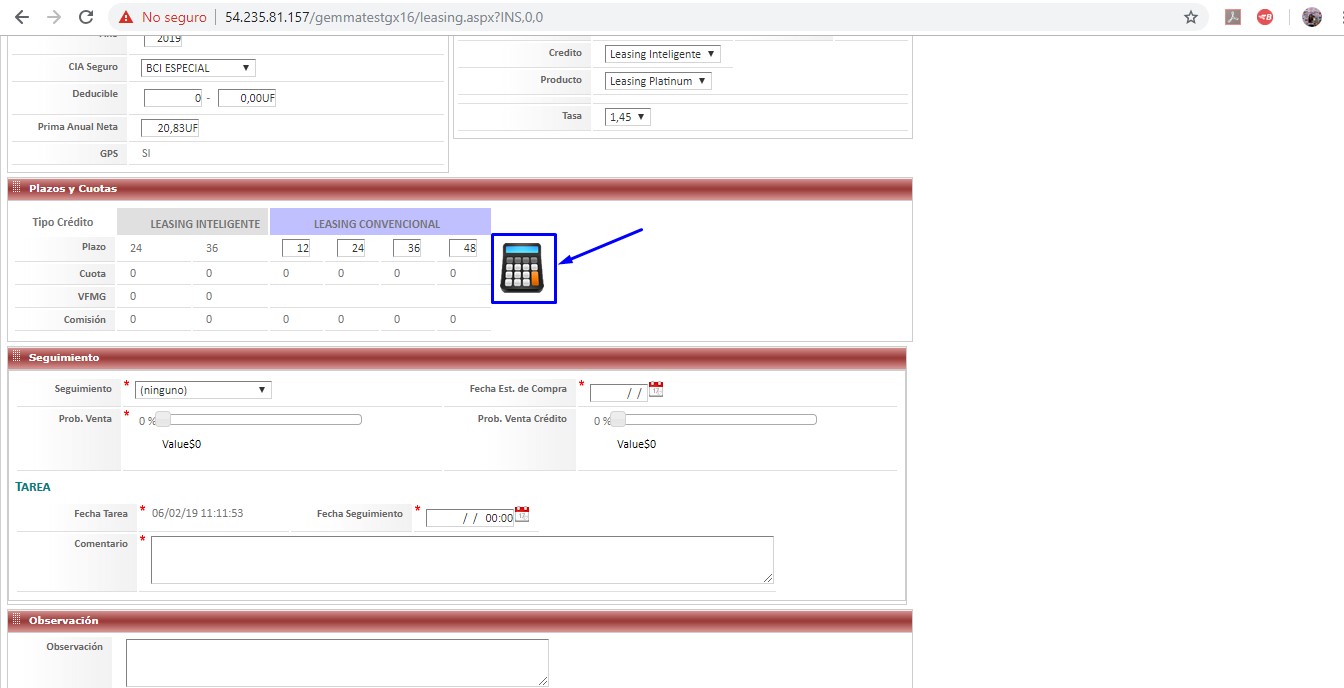 No seguro 54.235.81.157/gemmatestgx16/leasing.aspx?INS,0,0
2019
CIA Seguro BCI ESPECIAL
Deducible 0 - 0,00UF
Prima Anual Neta 20,83UF
GPS SI
Credito Leasing Inteligente
Producto Leasing Platinum
Tasa 1,45
Plazos y Cuotas
Tipo Crédito LEASING INTELIGENTE LEASING CONVENCIONAL
Plazo 24 36 12 24 36 48
Cuota 0 0 0 0 0 0
VFMG 0 0
Comisión 0 0 0 0 0 0
Seguimiento
Seguimiento * (ninguno) Fecha Est. de Compra * / /
Prob. Venta * 0 % Prob. Venta Crédito 0 %
Value$0 Value$0
TAREA
Fecha Tarea * 06/02/19 11:11:53 Fecha Seguimiento * / / 00:00
Comentario *
Observación
Observación